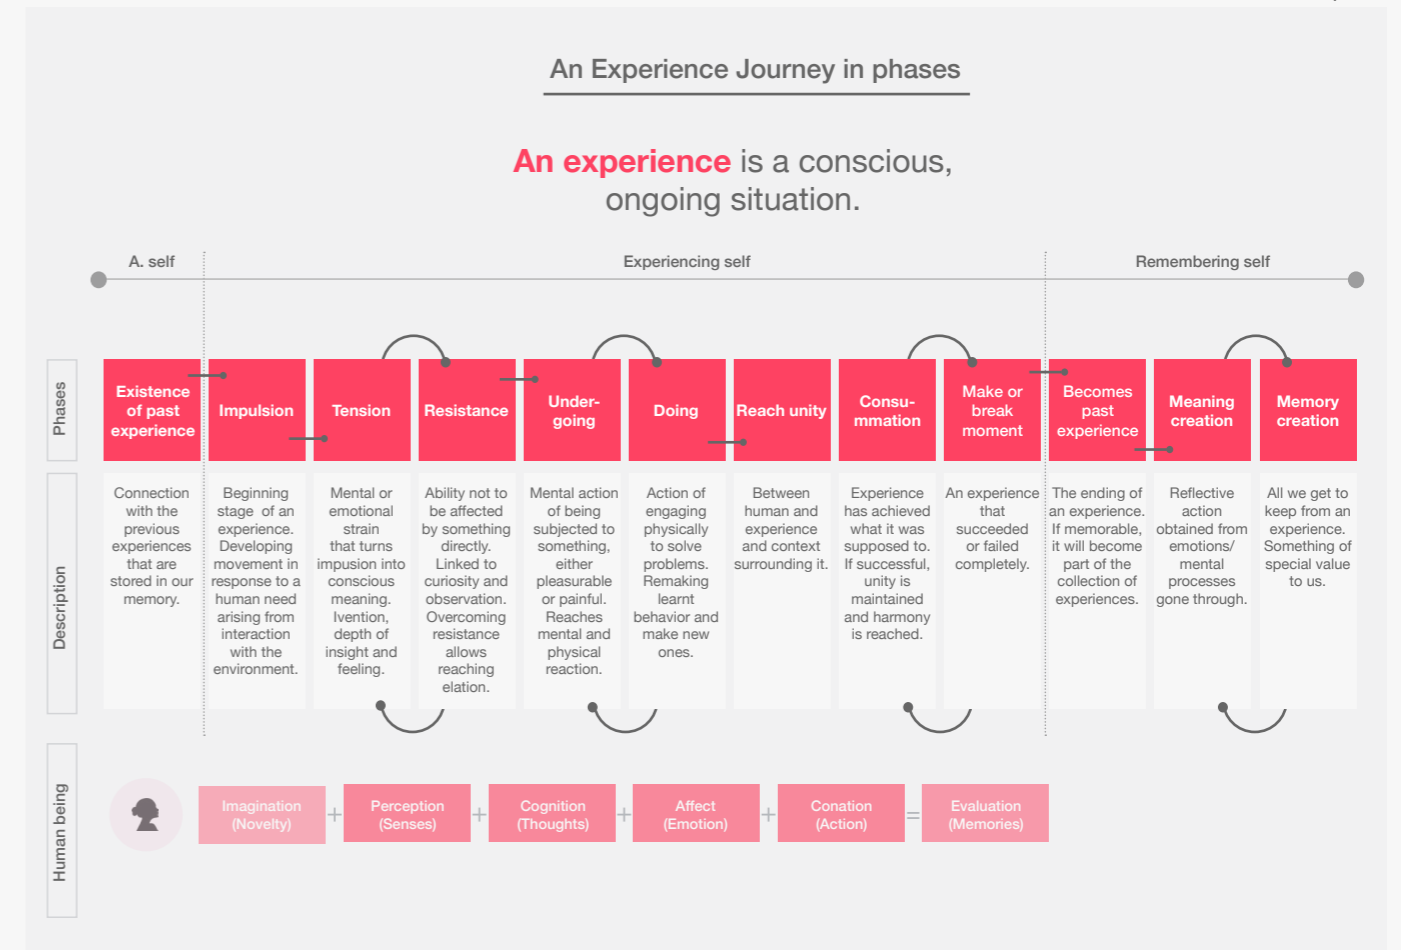 An Experience Journey in phases
An experience is a conscious,
ongoing situation.
A. self
Experiencing self
Remembering self
Phases
Existence
of past
experience
Impulsion
Tension
Resistance
Under-
going
Doing
Reach unity
Consu-
mmation
Make or
break
moment
Becomes
past
experience
Meaning
creation
Memory
creation
Description
Connection
with the
previous
experiences
that are
stored in our
memory.
Beginning
stage of an
experience.
Developing
movement in
response to a
human need
arising from
interaction
with the
environment.
Mental or
emotional
strain
that turns
impusion into
conscious
meaning.
Ivention,
depth of
insight and
feeling.
Ability not to
be affected
by something
directly.
Linked to
curiosity and
observation.
Overcoming
resistance
allows
reaching
elation.
Mental action
of being
subjected to
something,
either
pleasurable
or painful.
Reaches
mental and
physical
reaction.
Action of
engaging
physically
to solve
problems.
Remaking
learnt
behavior and
make new
ones.
Between
human and
experience
and context
surrounding it.
Experience
has achieved
what it was
supposed to.
If successful,
unity is
maintained
and harmony
is reached.
An experience
that
succeeded
or failed
completely.
The ending of
an experience.
If memorable,
it will become
part of the
collection of
experiences.
Reflective
action
obtained from
emotions/
mental
processes
gone through.
All we get to
keep from an
experience.
Something of
special value
to us.
Human being
Imagination
(Novelty)
+
Perception
(Senses)
+
Cognition
(Thoughts)
+
Affect
(Emotion)
+
Conation
(Action)
=
Evaluation
(Memories)